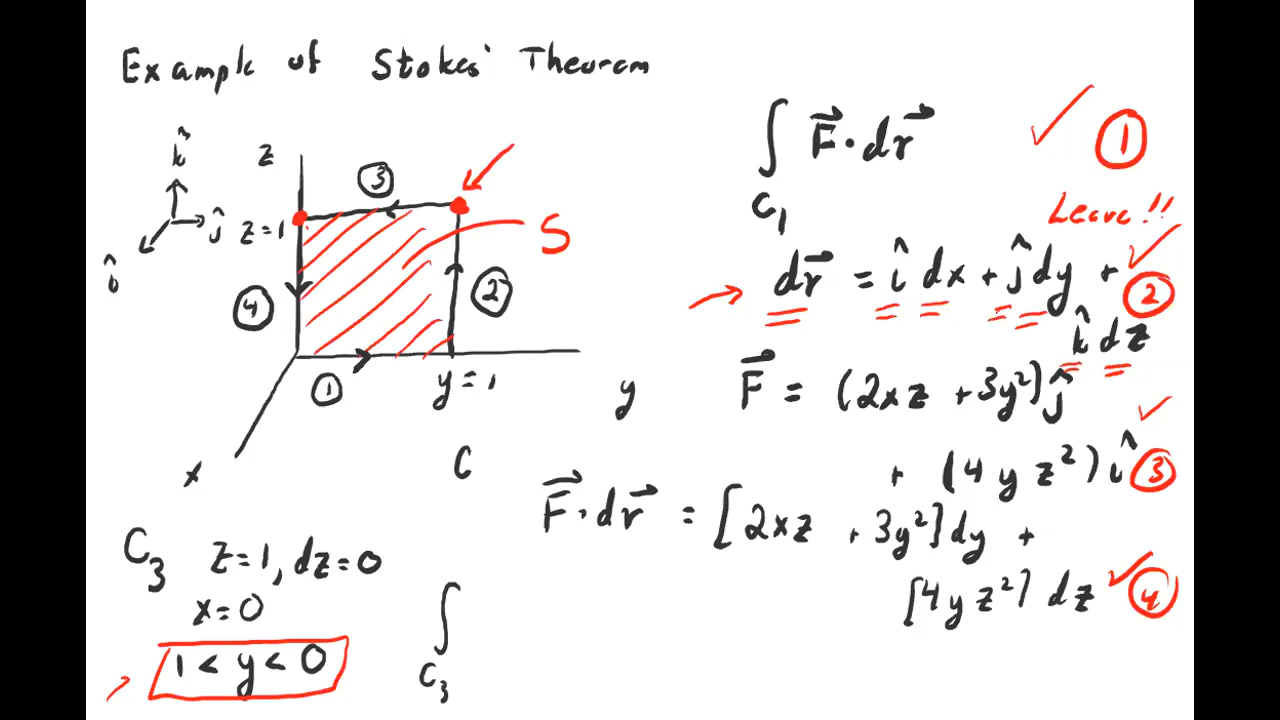 Example of Stokes' Theorem
k̂
z
ĵ
î
z=1
③
④
②
①
S
y=1
y
x
C
∫ F⃗·dr⃗ ✓ ①
C₁
Leave!!
dr⃗ = î dx + ĵ dy + ✓ ②
k̂ dz
F⃗ = (2xz + 3y²)ĵ
+ (4yz²)î ✓ ③
F⃗·dr⃗ = [2xz + 3y²]dy +
[4yz²] dz ✓ ④
C₃ z=1, dz=0
x=0
1 < y < 0
∫
C₃